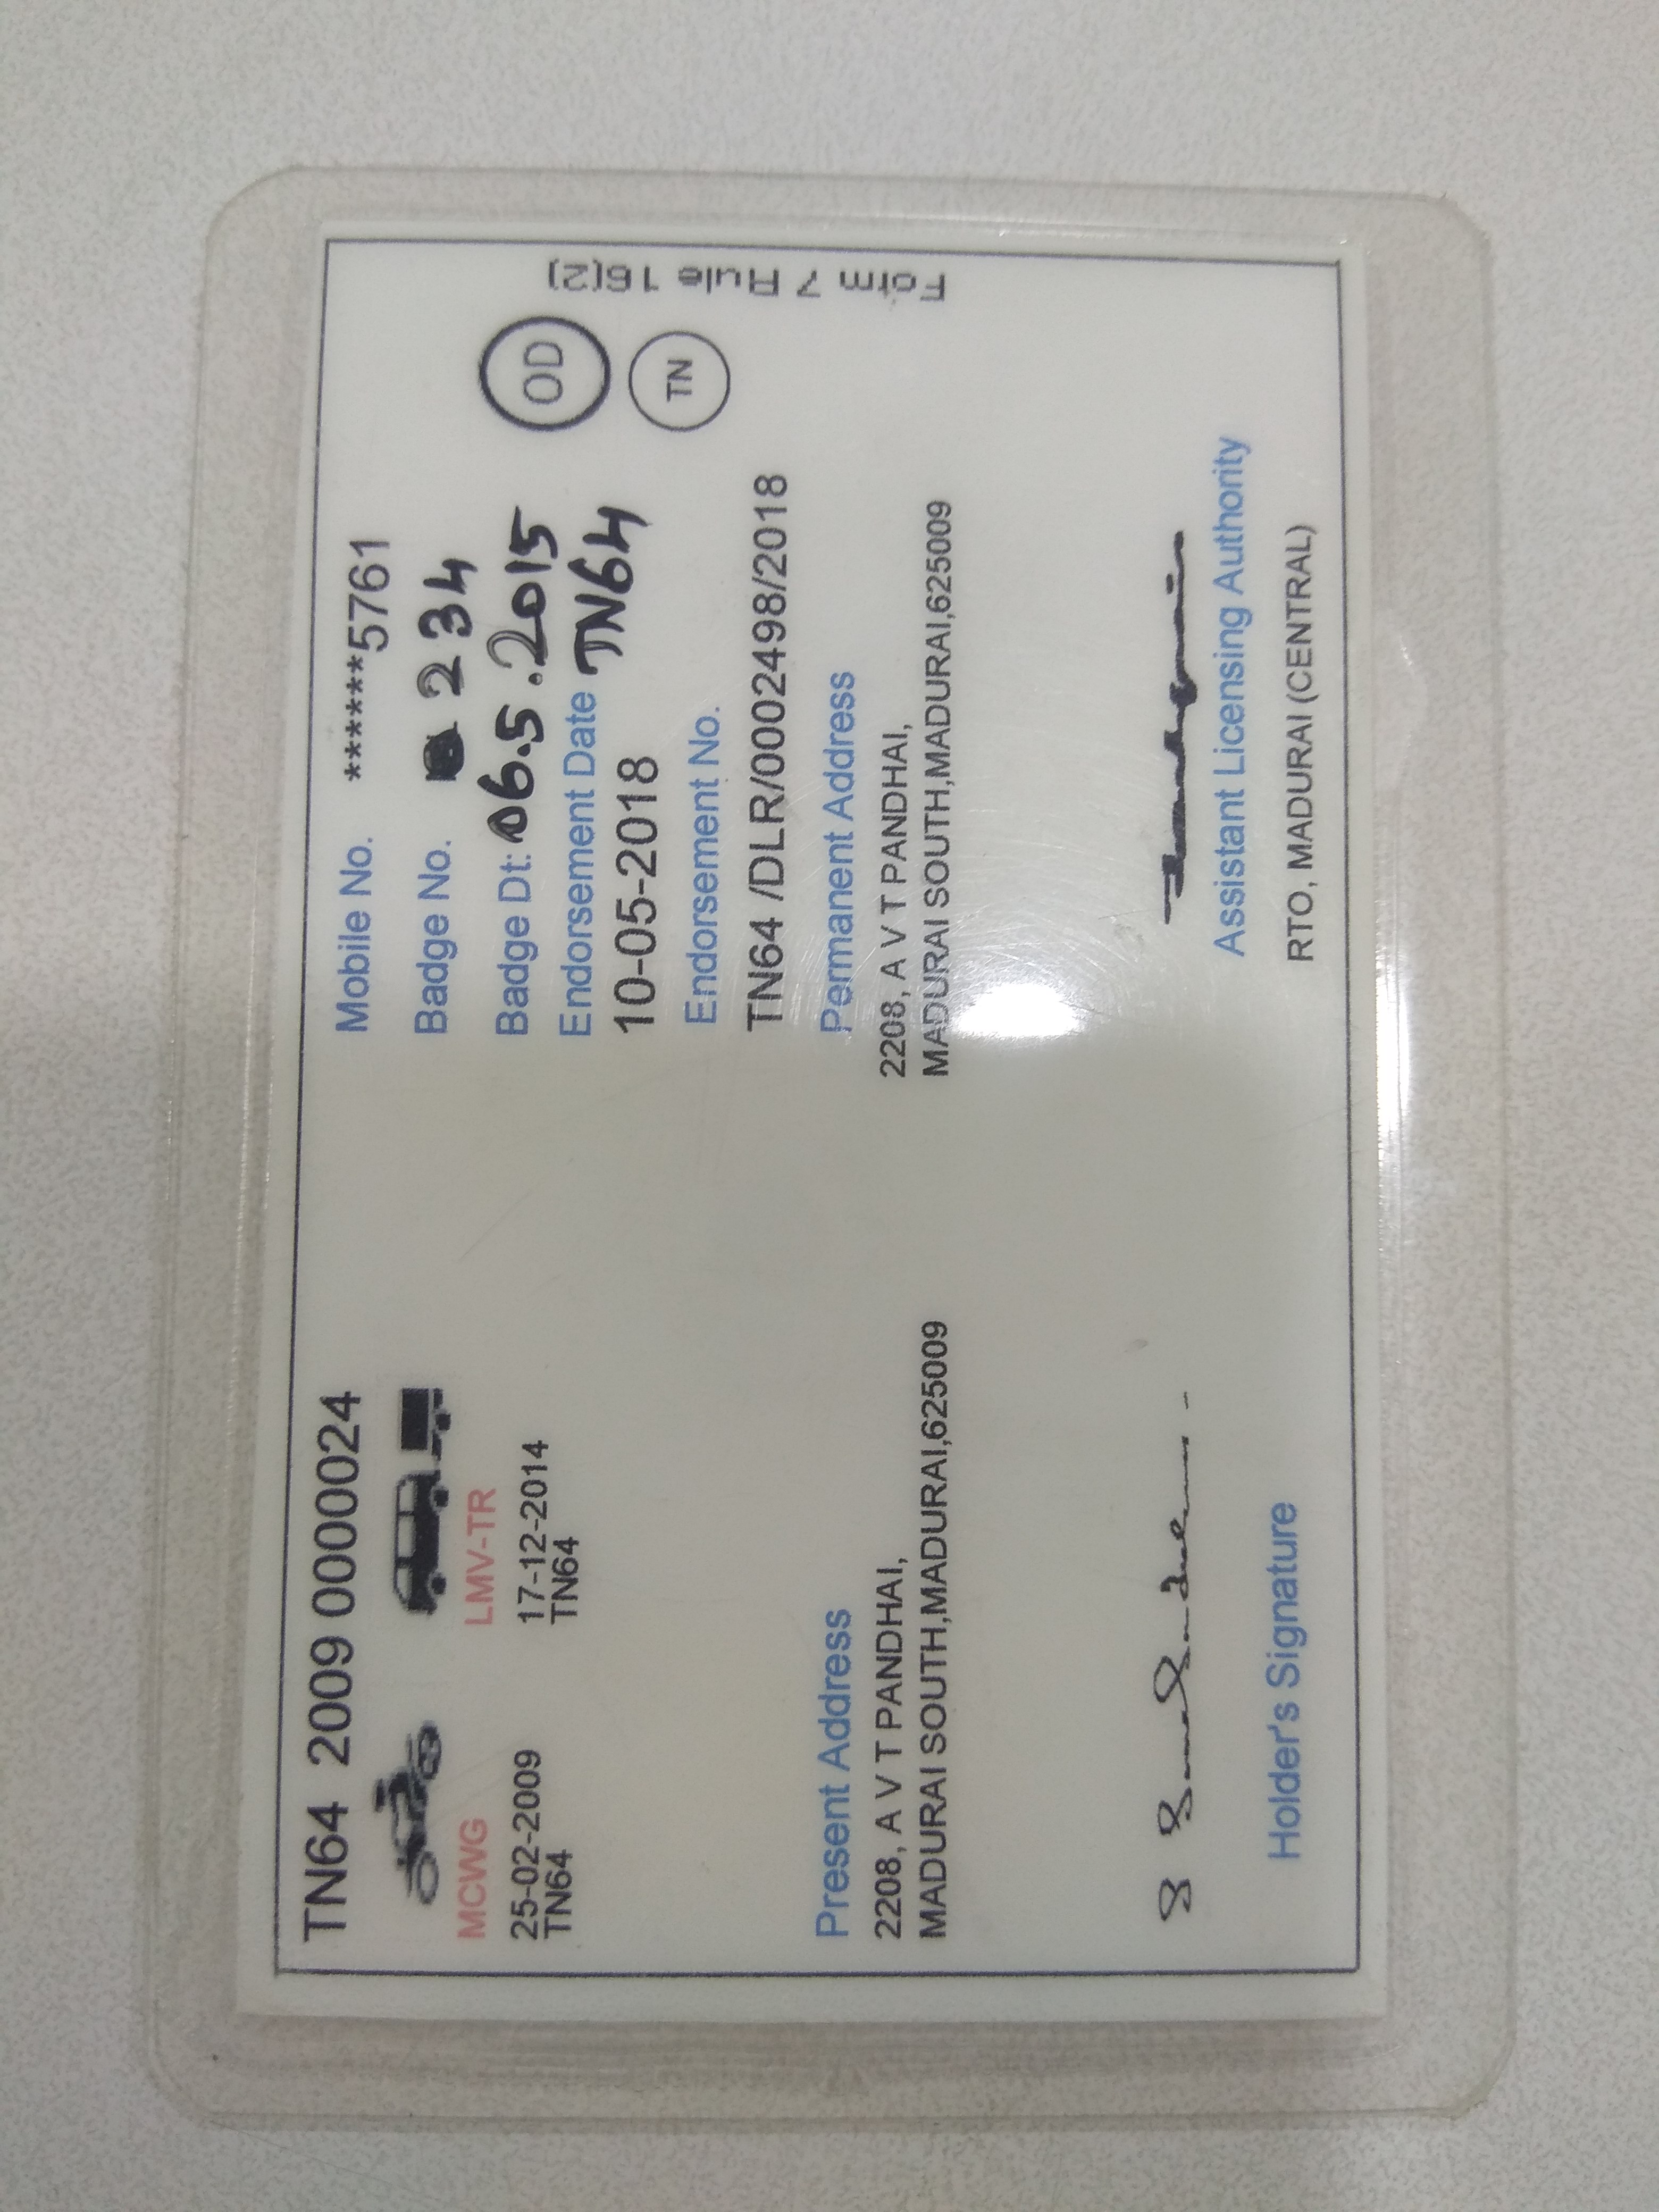 TN64 2009 0000024
MCWG
25-02-2009
TN64
LMV-TR
17-12-2014
TN64
Mobile No. ******5761
Badge No. 234
Badge Dt: 06.5.2015
Endorsement Date TN64
10-05-2018
Endorsement No.
TN64 /DLR/0002498/2018
OD
TN
Form 7 Rule 16(2)
Present Address
2208, A V T PANDHAI,
MADURAI SOUTH,MADURAI,625009
Permanent Address
2208, A V T PANDHAI,
MADURAI SOUTH,MADURAI,625009
Holder's Signature
Assistant Licensing Authority
RTO, MADURAI (CENTRAL)